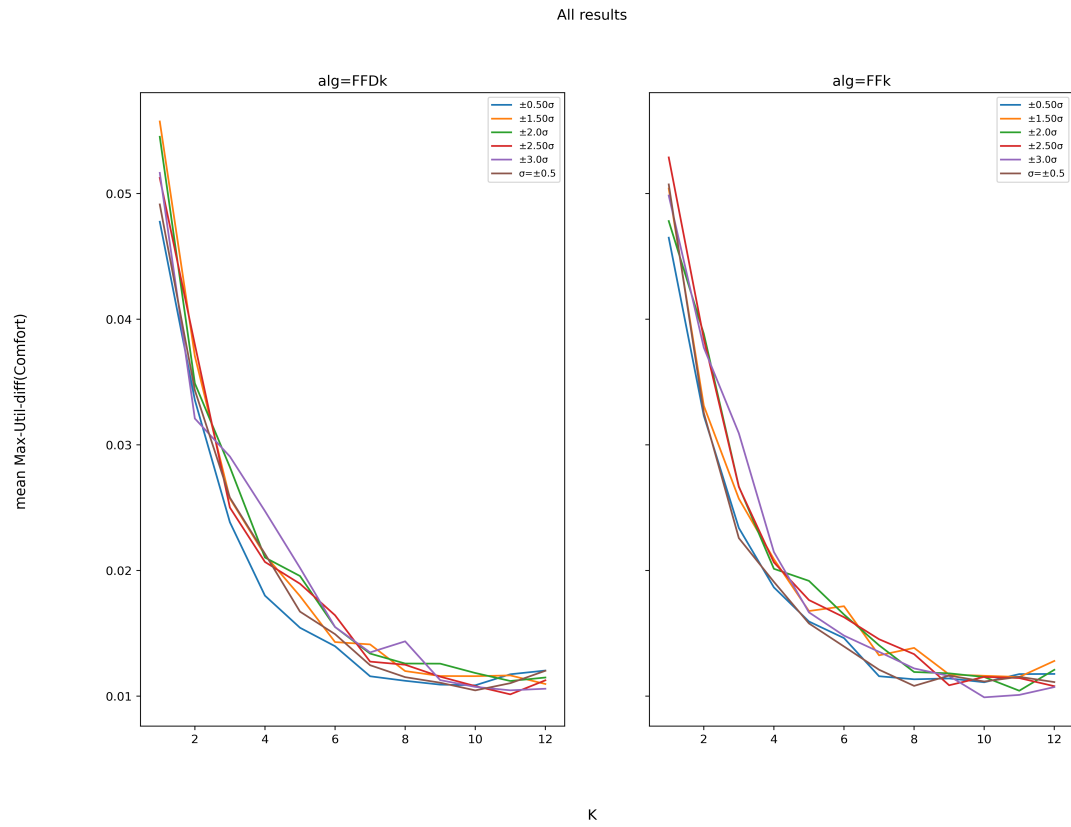 All results
alg=FFDk
alg=FFk
±0.50σ
±1.50σ
±2.0σ
±2.50σ
±3.0σ
σ=±0.5
±0.50σ
±1.50σ
±2.0σ
±2.50σ
±3.0σ
σ=±0.5
mean Max-Util-diff(Comfort)
0.05
0.04
0.03
0.02
0.01
2 4 6 8 10 12
2 4 6 8 10 12
K